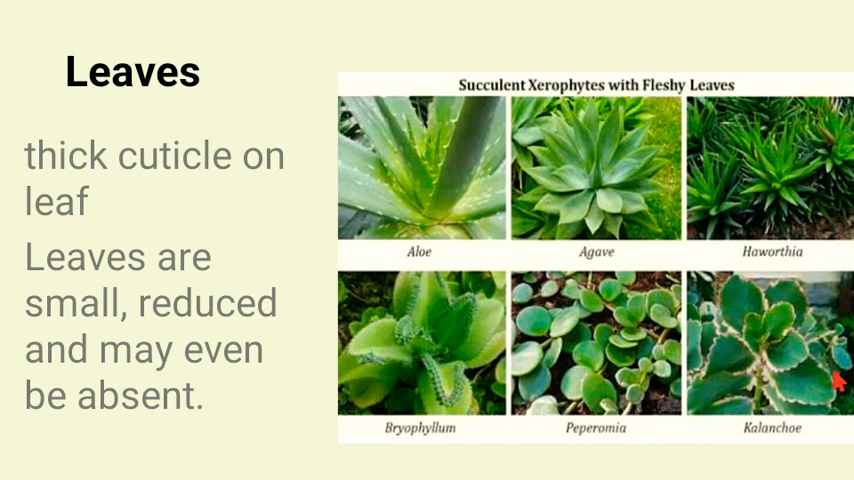 Leaves
thick cuticle on
leaf
Leaves are
small, reduced
and may even
be absent.
Succulent Xerophytes with Fleshy Leaves
Aloe
Agave
Haworthia
Bryophyllum
Peperomia
Kalanchoe